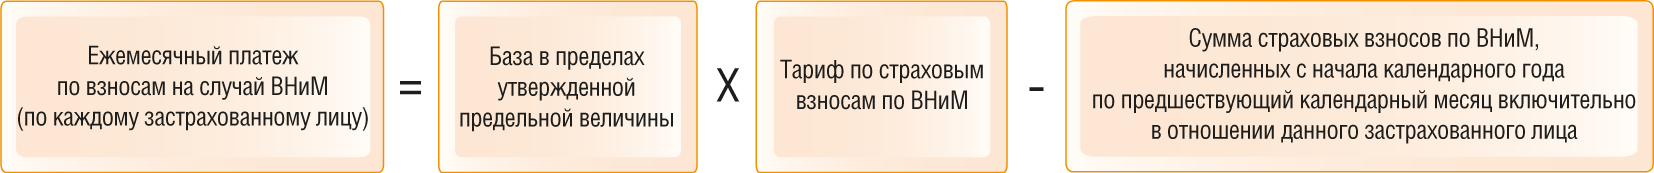 Ежемесячный платеж
по взносам на случай ВНиМ
(по каждому застрахованному лицу)
=
База в пределах
утвержденной
предельной величины
X
Тариф по страховым
взносам по ВНиМ
-
Сумма страховых взносов по ВНиМ,
начисленных с начала календарного года
по предшествующий календарный месяц включительно
в отношении данного застрахованного лица